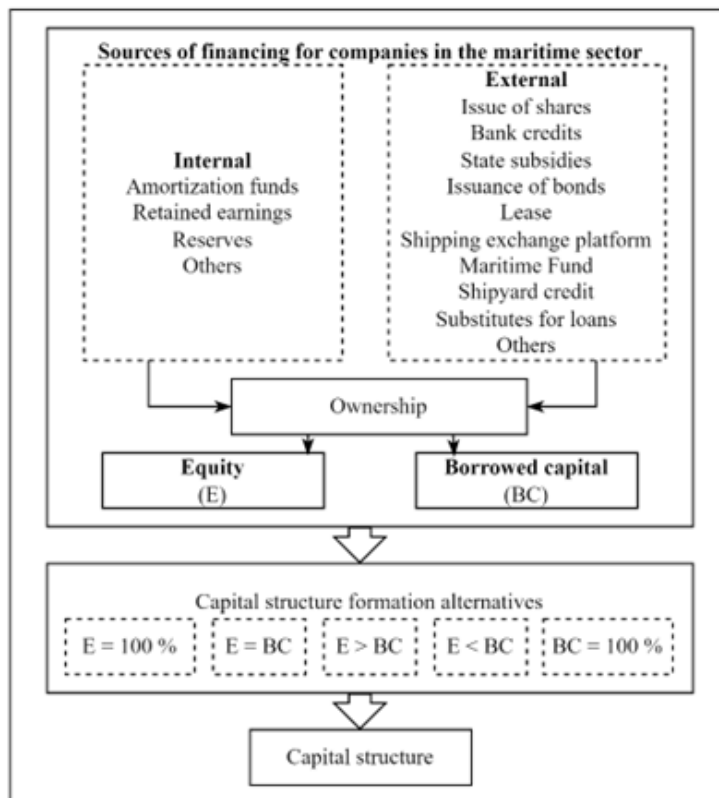 Sources of financing for companies in the maritime sector
Internal
Amortization funds
Retained earnings
Reserves
Others
External
Issue of shares
Bank credits
State subsidies
Issuance of bonds
Lease
Shipping exchange platform
Maritime Fund
Shipyard credit
Substitutes for loans
Others
Ownership
Equity
(E)
Borrowed capital
(BC)
Capital structure formation alternatives
E = 100 %
E = BC
E > BC
E < BC
BC = 100 %
Capital structure